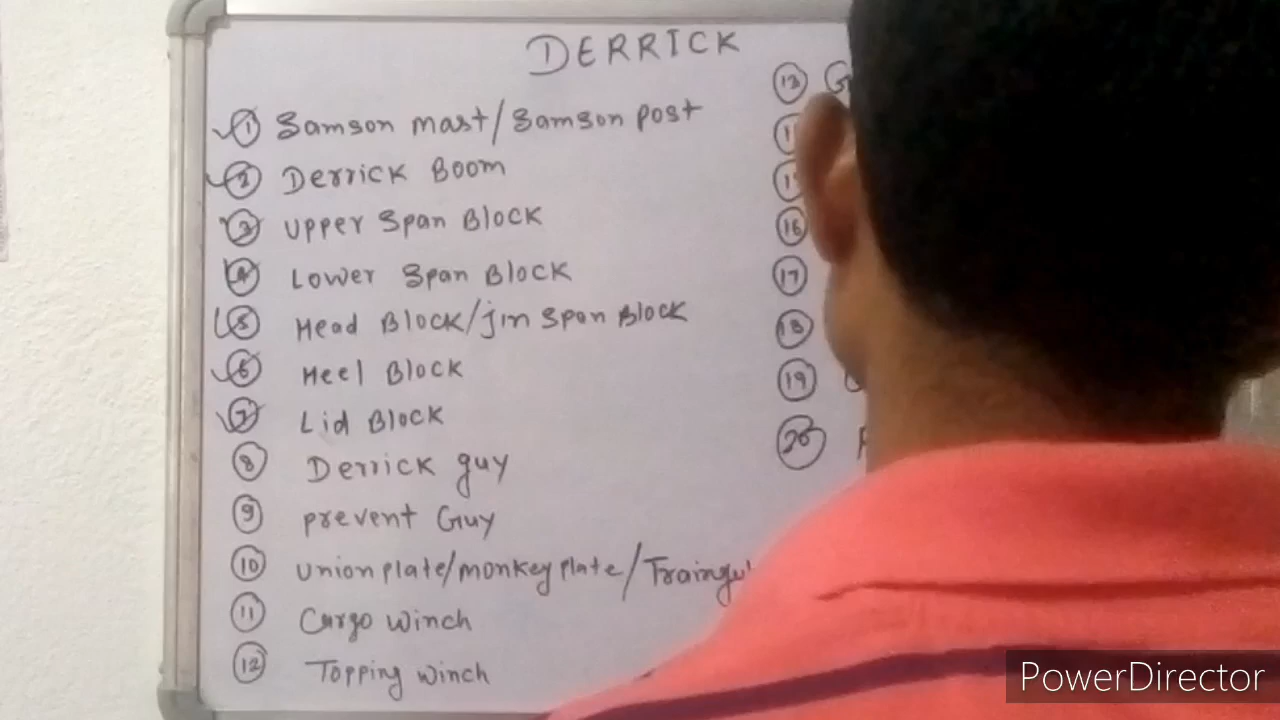 DERRICK
1 Samson mast/Samson post
2 Derrick Boom
3 Upper Span Block
4 Lower Span Block
5 Head Block/jin Span Block
6 Heel Block
7 Lid Block
8 Derrick guy
9 prevent Guy
10 union plate/monkey plate/
11 Cargo winch
12 Topping winch
13
16
17
18
19
20
PowerDirector